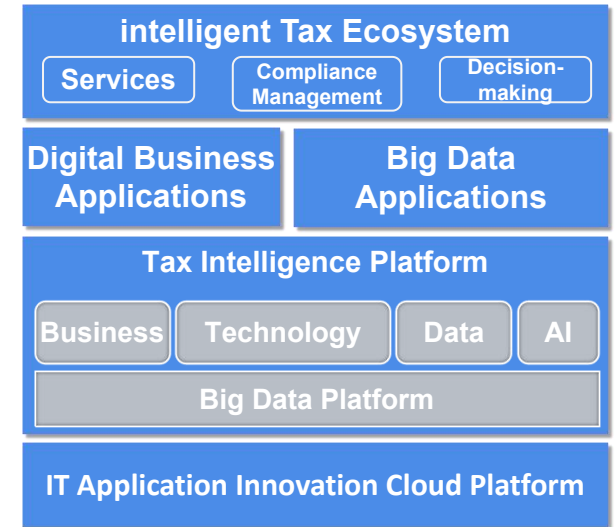 intelligent Tax Ecosystem
Services
Compliance
Management
Decision-
making
Digital Business
Applications
Big Data
Applications
Tax Intelligence Platform
Business
Technology
Data
AI
Big Data Platform
IT Application Innovation Cloud Platform